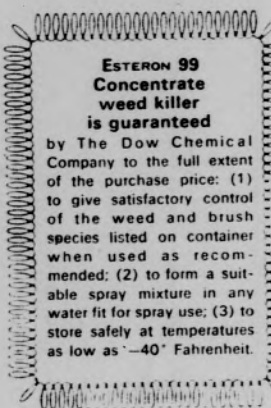 ESTERON 99
Concentrate
weed killer
is guaranteed
by The Dow Chemical
Company to the full extent
of the purchase price: (1)
to give satisfactory control
of the weed and brush
species listed on container
when used as recom-
mended; (2) to form a suit-
able spray mixture in any
water fit for spray use; (3) to
store safely at temperatures
as low as −40° Fahrenheit.